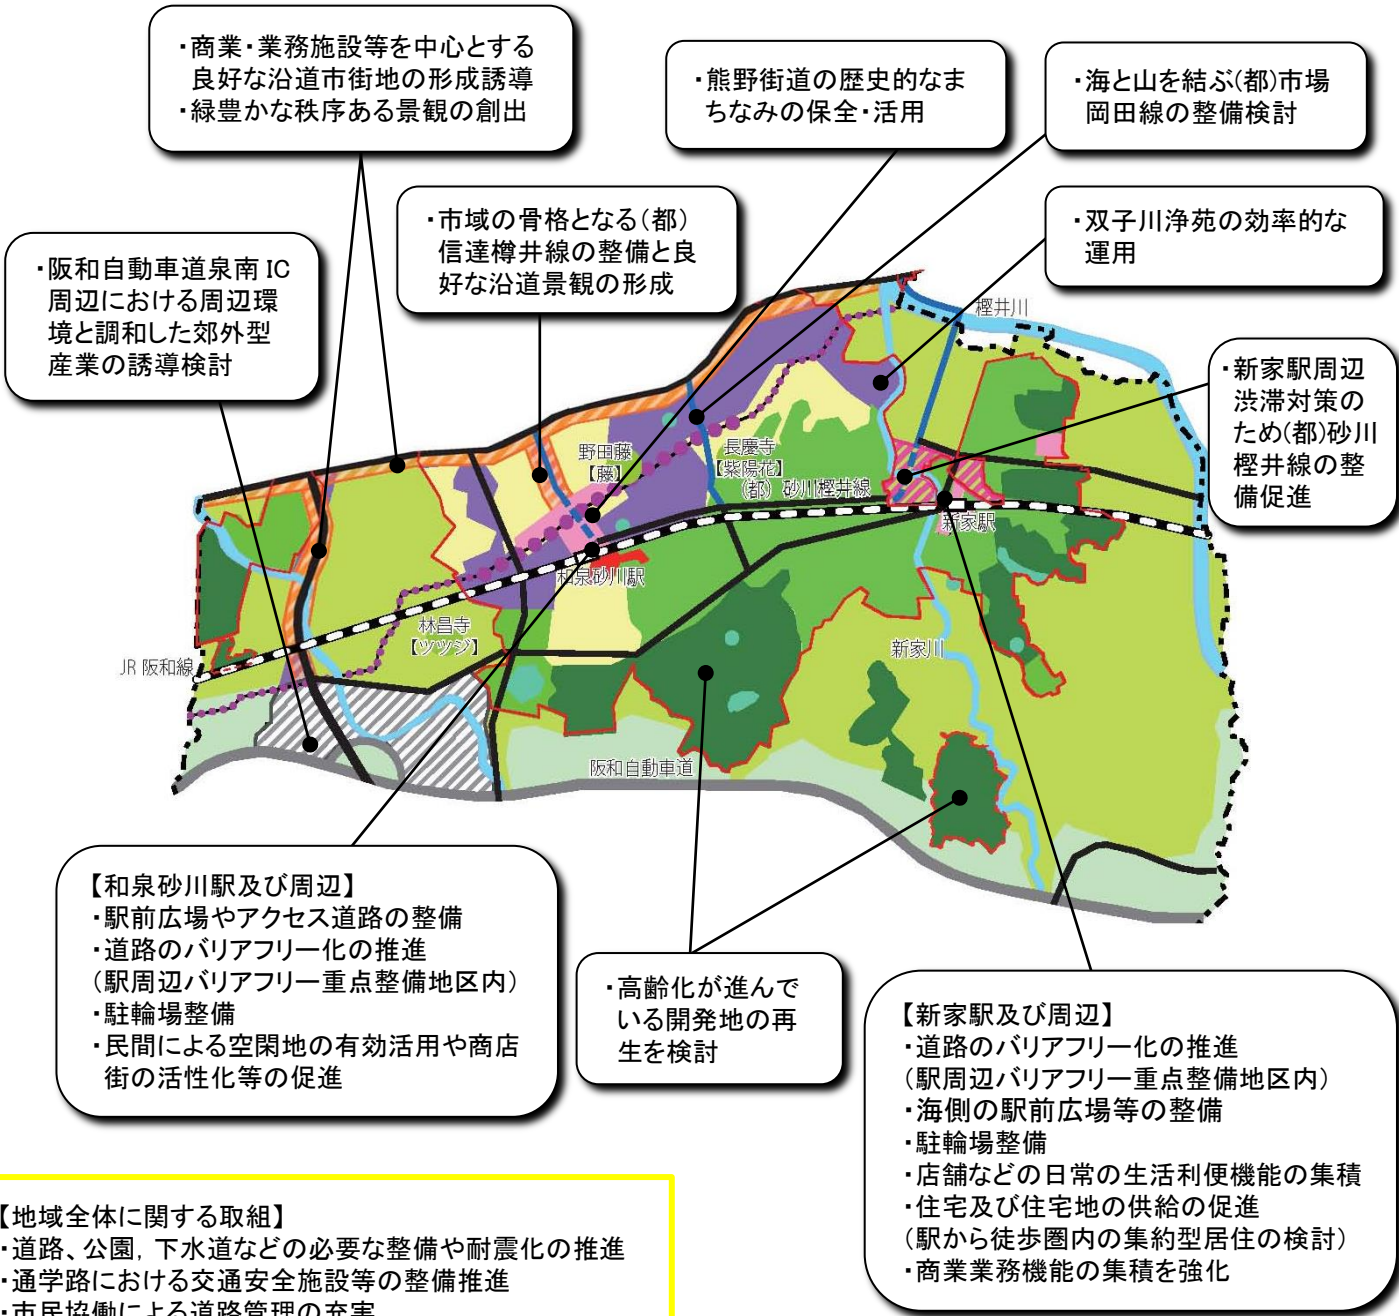 ・商業・業務施設等を中心とする
良好な沿道市街地の形成誘導
・緑豊かな秩序ある景観の創出
・熊野街道の歴史的なま
ちなみの保全・活用
・海と山を結ぶ(都)市場
岡田線の整備検討
・市域の骨格となる(都)
信達樽井線の整備と良
好な沿道景観の形成
・双子川浄苑の効率的な
運用
・阪和自動車道泉南IC
周辺における周辺環
境と調和した郊外型
産業の誘導検討
樫井川
・新家駅周辺
渋滞対策の
ため(都)砂川
樫井線の整
備促進
野田藤
【藤】
長慶寺
【紫陽花】
(都) 砂川樫井線
新家駅
和泉砂川駅
林昌寺
【ツツジ】
新家川
JR 阪和線
阪和自動車道
【和泉砂川駅及び周辺】
・駅前広場やアクセス道路の整備
・道路のバリアフリー化の推進
(駅周辺バリアフリー重点整備地区内)
・駐輪場整備
・民間による空閑地の有効活用や商店
街の活性化等の促進
・高齢化が進んで
いる開発地の再
生を検討
【新家駅及び周辺】
・道路のバリアフリー化の推進
(駅周辺バリアフリー重点整備地区内)
・海側の駅前広場等の整備
・駐輪場整備
・店舗などの日常の生活利便機能の集積
・住宅及び住宅地の供給の促進
(駅から徒歩圏内の集約型居住の検討)
・商業業務機能の集積を強化
【地域全体に関する取組】
・道路、公園, 下水道などの必要な整備や耐震化の推進
・通学路における交通安全施設等の整備推進
・市民協働による道路管理の充実